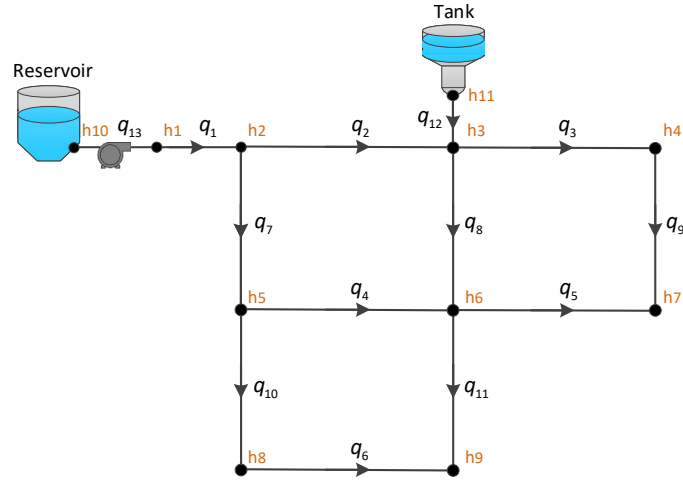 Tank
Reservoir
h11
h10 q13 h1 q1 h2 q2 q12 h3 q3 h4
q7 q8 q9
h5 q4 h6 q5 h7
q10 q11
h8 q6 h9